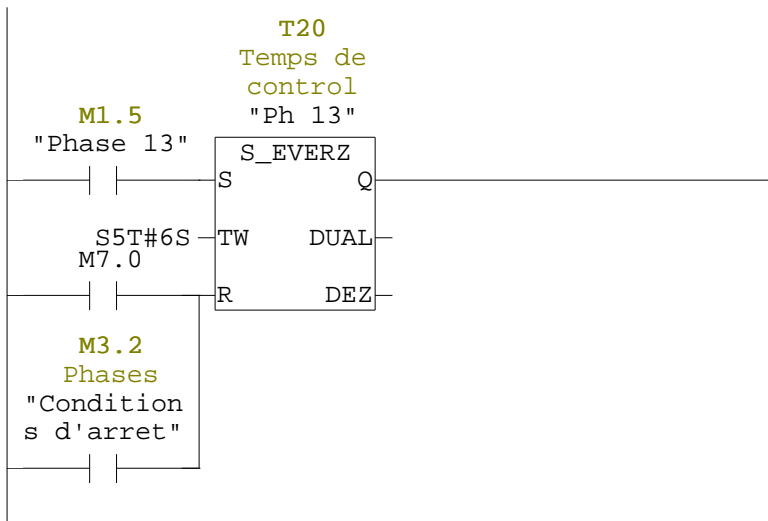 T20
Temps de
control
"Ph 13"
M1.5
"Phase 13"
S_EVERZ
S Q
S5T#6S TW DUAL
M7.0
R DEZ
M3.2
Phases
"Condition
s d'arret"